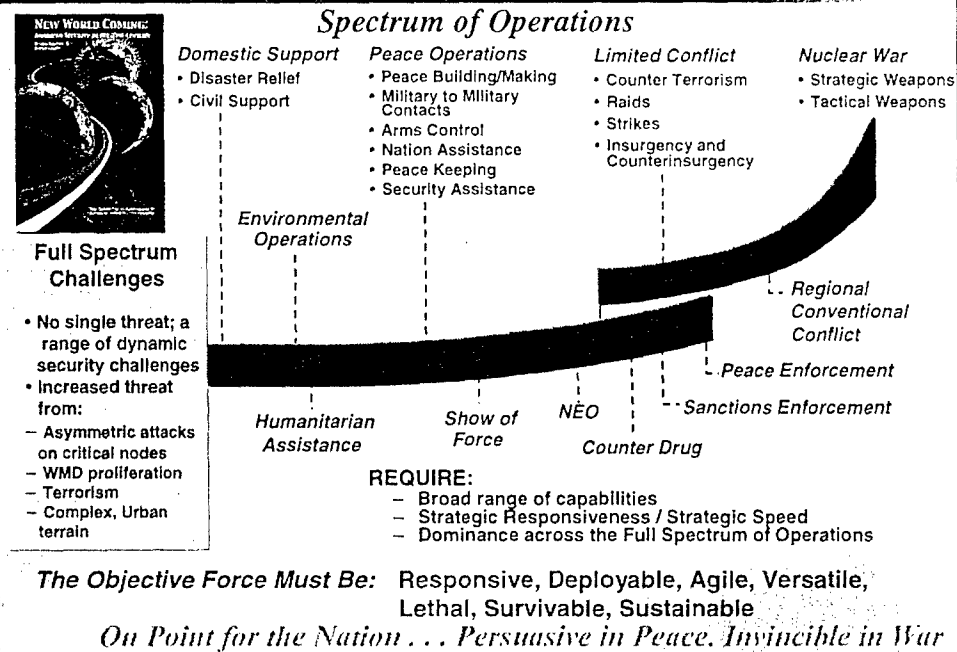 Spectrum of Operations
NEW WORLD COMING:
Domestic Support
• Disaster Relief
• Civil Support
Peace Operations
• Peace Building/Making
• Military to Military
Contacts
• Arms Control
• Nation Assistance
• Peace Keeping
• Security Assistance
Limited Conflict
• Counter Terrorism
• Raids
• Strikes
• Insurgency and
Counterinsurgency
Nuclear War
• Strategic Weapons
• Tactical Weapons
Environmental
Operations
Full Spectrum
Challenges
• No single threat; a
range of dynamic
security challenges
• Increased threat
from:
– Asymmetric attacks
on critical nodes
– WMD proliferation
– Terrorism
– Complex, Urban
terrain
Regional
Conventional
Conflict
Peace Enforcement
Sanctions Enforcement
Humanitarian
Assistance
Show of
Force
NEO
Counter Drug
REQUIRE:
– Broad range of capabilities
– Strategic Responsiveness / Strategic Speed
– Dominance across the Full Spectrum of Operations
The Objective Force Must Be: Responsive, Deployable, Agile, Versatile,
Lethal, Survivable, Sustainable
On Point for the Nation . . . Persuasive in Peace, Invincible in War